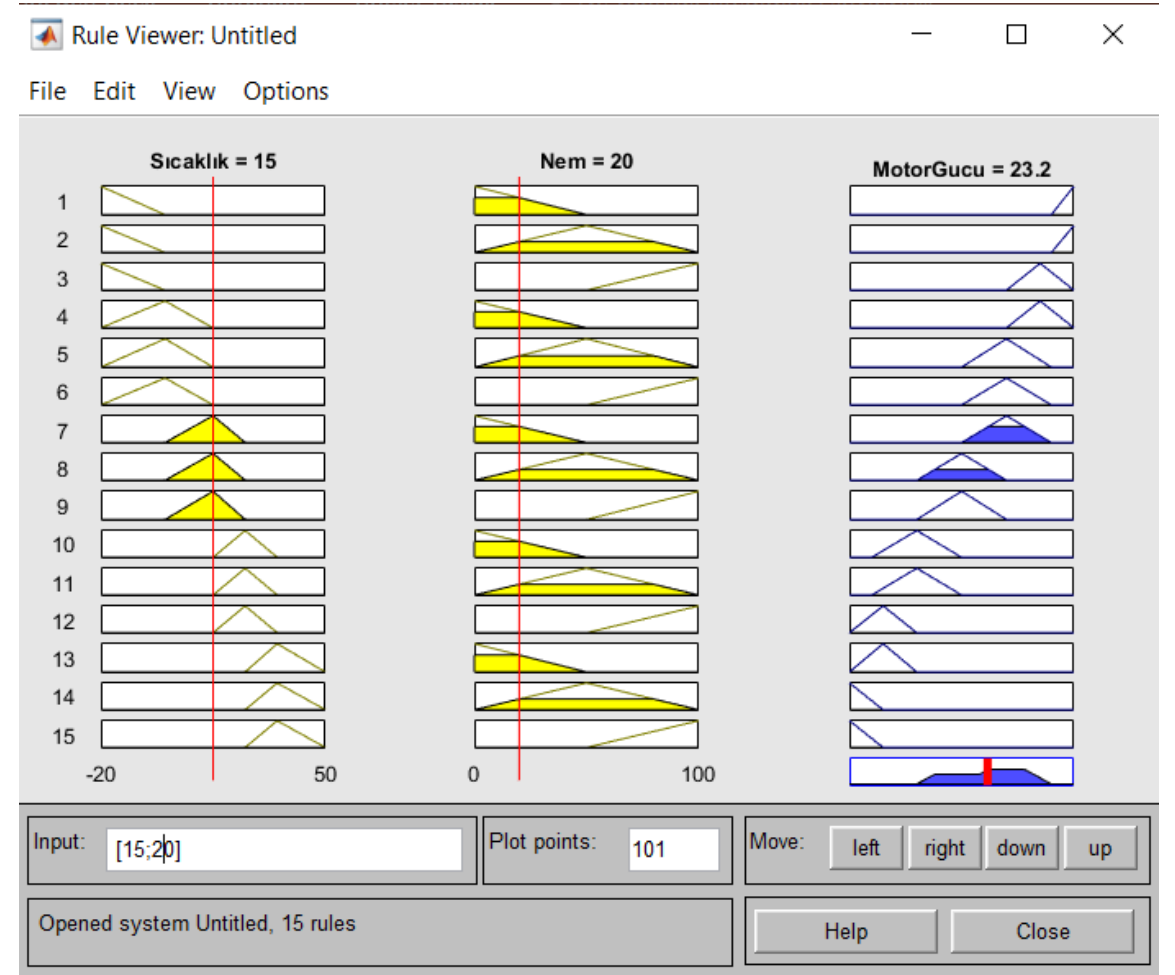 Rule Viewer: Untitled
File Edit View Options
Sıcaklık = 15
Nem = 20
MotorGucu = 23.2
1
2
3
4
5
6
7
8
9
10
11
12
13
14
15
-20 50 0 100
Input: [15;20]
Plot points: 101
Move: left right down up
Opened system Untitled, 15 rules
Help Close